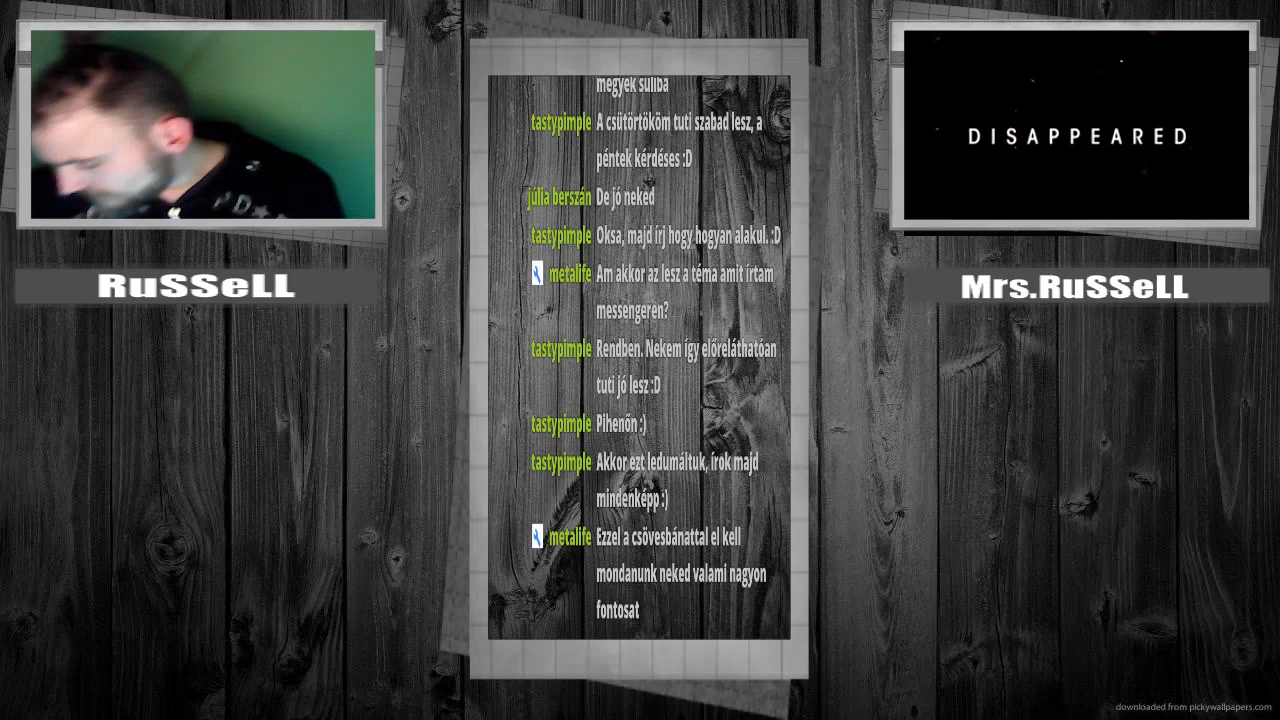 megyek suliba
tastypimple A csütörtököm tuti szabad lesz, a
péntek kérdéses :D
júlia berszán De jó neked
tastypimple Oksa, majd írj hogy hogyan alakul. :D
metalife Am akkor az lesz a téma amit írtam
messengeren?
tastypimple Rendben. Nekem így előreláthatóan
tuti jó lesz :D
tastypimple Pihenőn :)
tastypimple Akkor ezt ledumáltuk, írok majd
mindenképp :)
metalife Ezzel a csövesbánattal el kell
mondanunk neked valami nagyon
fontosat
RuSSeLL
DISAPPEARED
Mrs.RuSSeLL
downloaded from pickywallpapers.com